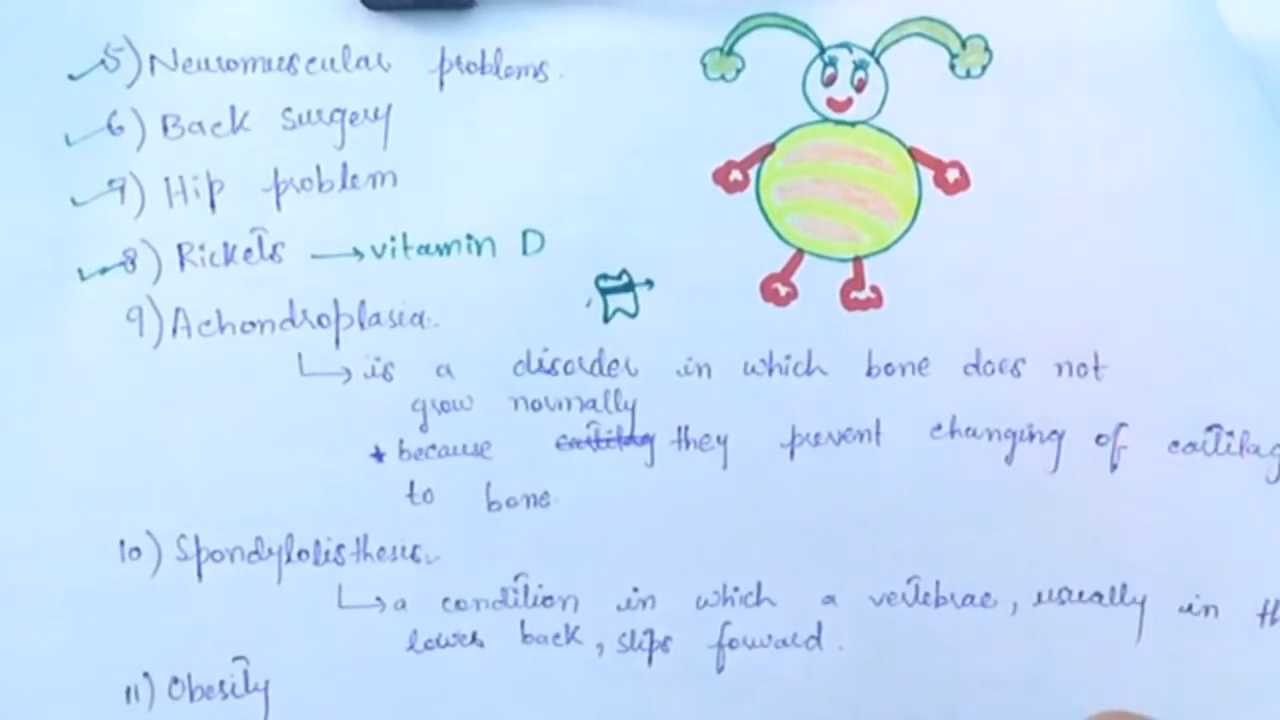 5) Neuromuscular problems.
6) Back surgery
7) Hip problem
8) Rickets → vitamin D
9) Achondroplasia.
↳ is a disorder in which bone does not
grow normally
* because they prevent changing of cartilag
to bone.
10) Spondylolisthesis.
↳ a condition in which a vertebrae, usually in th
lower back, slips forward.
11) Obesity